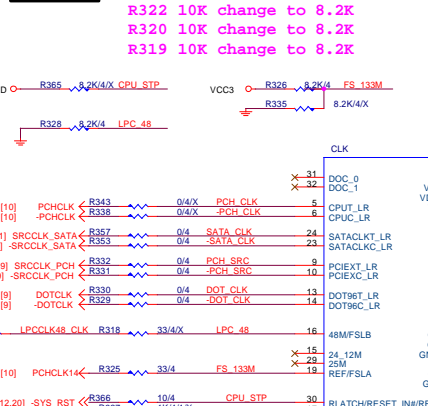 R322 10K change to 8.2K
R320 10K change to 8.2K
R319 10K change to 8.2K
D R365 8.2K/4/X CPU_STP VCC3 R326 8.2K/4 FS_133M
R335 8.2K/4/X
R328 8.2K/4 LPC_48
CLK
31 DOC_0
32 DOC_1
[10] PCHCLK R343 0/4/X PCH_CLK 5 CPUT_LR
[10] -PCHCLK R338 0/4/X -PCH_CLK 6 CPUC_LR
] SRCCLK_SATA R357 0/4 SATA_CLK 24 SATACLKT_LR
] -SRCCLK_SATA R353 0/4 -SATA_CLK 23 SATACLKC_LR
9] SRCCLK_PCH R332 0/4 PCH_SRC 9 PCIEXT_LR
] -SRCCLK_PCH R331 0/4 -PCH_SRC 10 PCIEXC_LR
[9] DOTCLK R330 0/4 DOT_CLK 13 DOT96T_LR
[9] -DOTCLK R329 0/4 -DOT_CLK 14 DOT96C_LR
LPCCLK48_CLK R318 33/4/X LPC_48 16 48M/FSLB
15 24_12M
29 25M
[10] PCHCLK14 R325 33/4 FS_133M 19 REF/FSLA
12,20] -SYS_RST R366 10/4 CPU_STP 30 RLATCH/RESET_IN#/RE